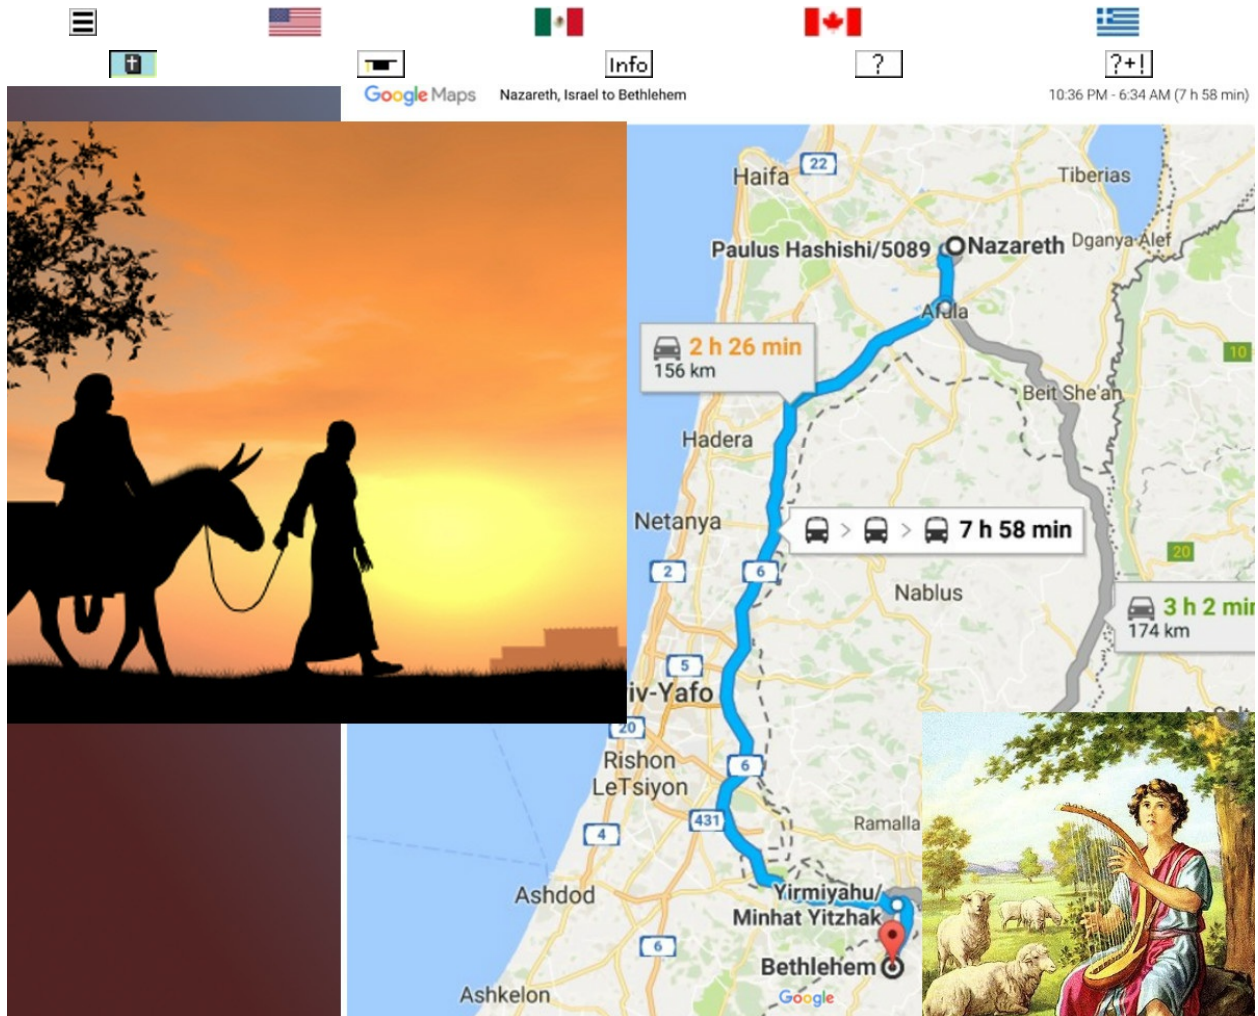 Info
?
?+!
Google Maps
Nazareth, Israel to Bethlehem
10:36 PM - 6:34 AM (7 h 58 min)
22
Haifa
Tiberias
Paulus Hashishi/5089
Nazareth
Dganya Alef
Afula
2 h 26 min
156 km
10
Beit She'an
Hadera
Netanya
> > 7 h 58 min
20
2
6
Nablus
3 h 2 min
174 km
5
iv-Yafo
20
Rishon
LeTsiyon
6
431
4
Ramalla
Ashdod
Yirmiyahu/
Minhat Yitzhak
6
Bethlehem
Ashkelon
Google